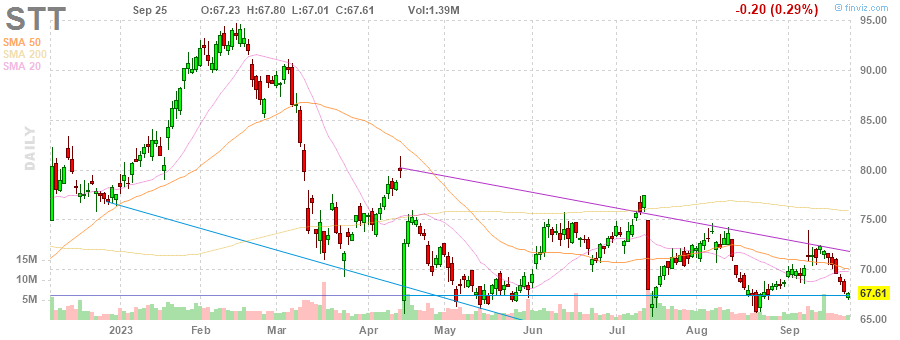 STT
Sep 25 O:67.23 H:67.80 L:67.01 C:67.61 Vol:1.39M -0.20 (0.29%) finviz.com
SMA 50
SMA 200
SMA 20
DAILY
95.00
90.00
85.00
80.00
75.00
70.00
67.61
65.00
15M
10M
5M
2023 Feb Mar Apr May Jun Jul Aug Sep